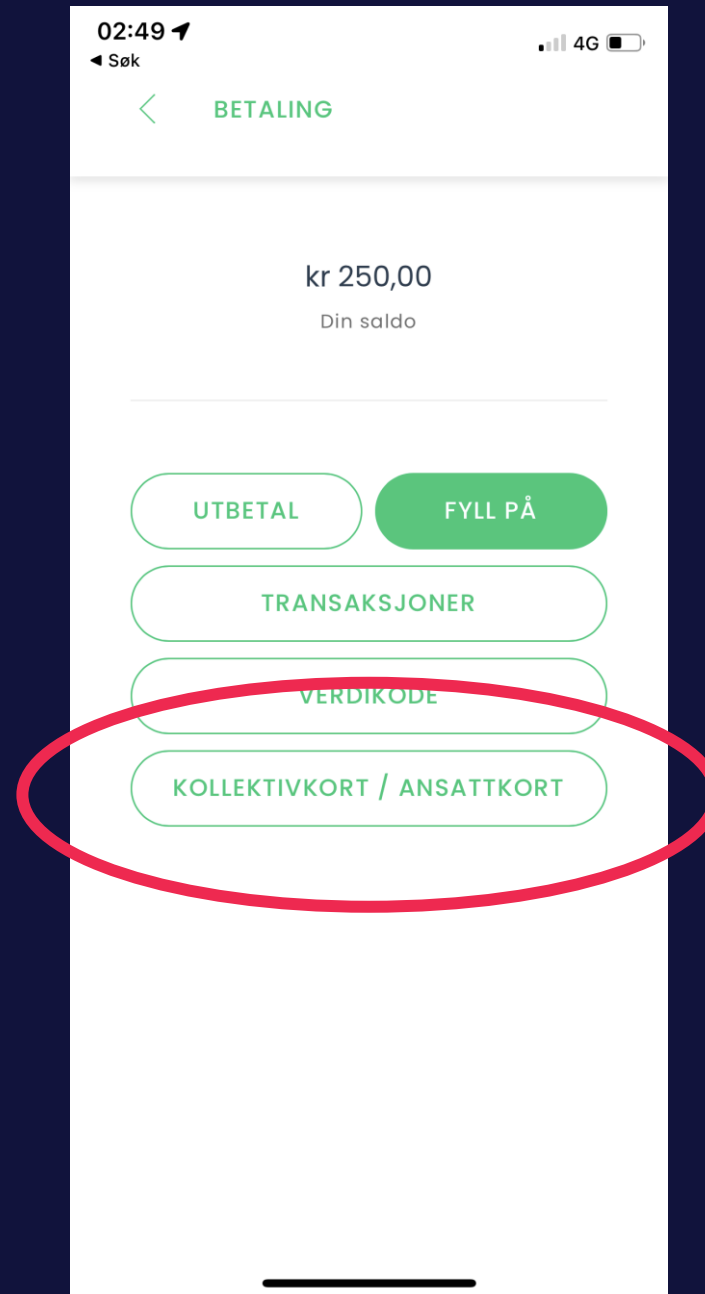 02:49
4G
◀ Søk
BETALING
kr 250,00
Din saldo
UTBETAL
FYLL PÅ
TRANSAKSJONER
VERDIKODE
KOLLEKTIVKORT / ANSATTKORT